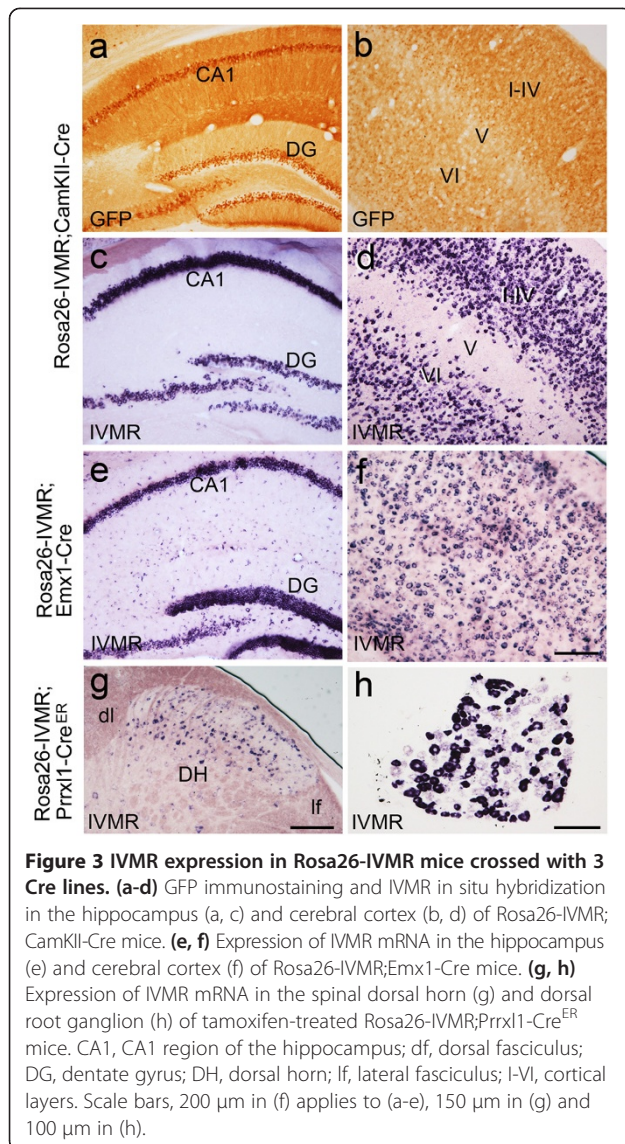 a
b
CA1
I-IV
V
DG
VI
GFP
GFP
Rosa26-IVMR;CamKII-Cre
c
d
CA1
I-IV
V
DG
VI
IVMR
IVMR
e
f
CA1
DG
IVMR
Rosa26-IVMR;
Emx1-Cre
g
h
dl
DH
lf
IVMR
IVMR
Rosa26-IVMR;
Prrxl1-Cre^ER
Figure 3 IVMR expression in Rosa26-IVMR mice crossed with 3
Cre lines. (a-d) GFP immunostaining and IVMR in situ hybridization
in the hippocampus (a, c) and cerebral cortex (b, d) of Rosa26-IVMR;
CamKII-Cre mice. (e, f) Expression of IVMR mRNA in the hippocampus
(e) and cerebral cortex (f) of Rosa26-IVMR;Emx1-Cre mice. (g, h)
Expression of IVMR mRNA in the spinal dorsal horn (g) and dorsal
root ganglion (h) of tamoxifen-treated Rosa26-IVMR;Prrxl1-Cre^ER
mice. CA1, CA1 region of the hippocampus; df, dorsal fasciculus;
DG, dentate gyrus; DH, dorsal horn; lf, lateral fasciculus; I-VI, cortical
layers. Scale bars, 200 μm in (f) applies to (a-e), 150 μm in (g) and
100 μm in (h).